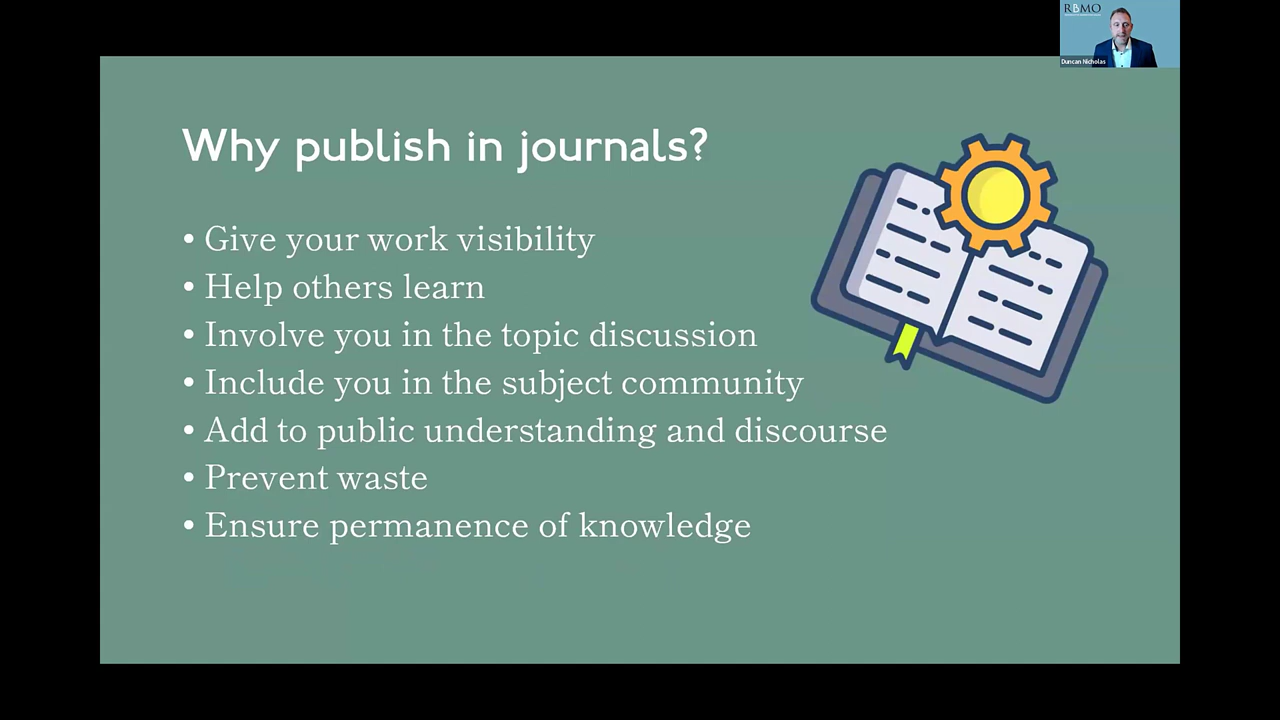 RBMO
Duncan Nicholas
Why publish in journals?
• Give your work visibility
• Help others learn
• Involve you in the topic discussion
• Include you in the subject community
• Add to public understanding and discourse
• Prevent waste
• Ensure permanence of knowledge